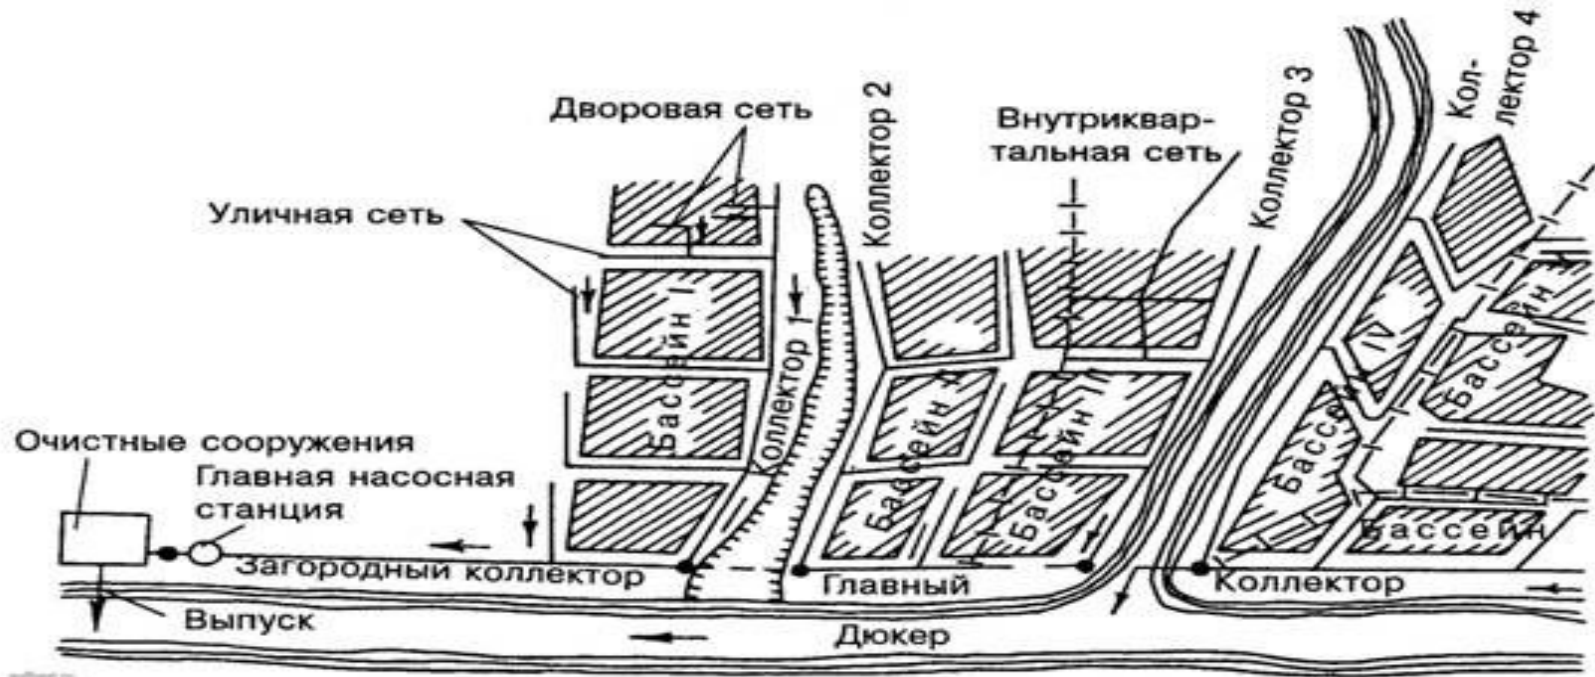 Дворовая сеть
Уличная сеть
Коллектор 2
Внутриквар-
тальная сеть
Коллектор 3
Кол-
лектор 4
Бассейн I
Коллектор 1
Бассейн II
Бассейн III
Бассейн IV
Бассейн
Бассейн
Очистные сооружения
Главная насосная
станция
Загородный коллектор
Главный
Коллектор
Выпуск
Дюкер